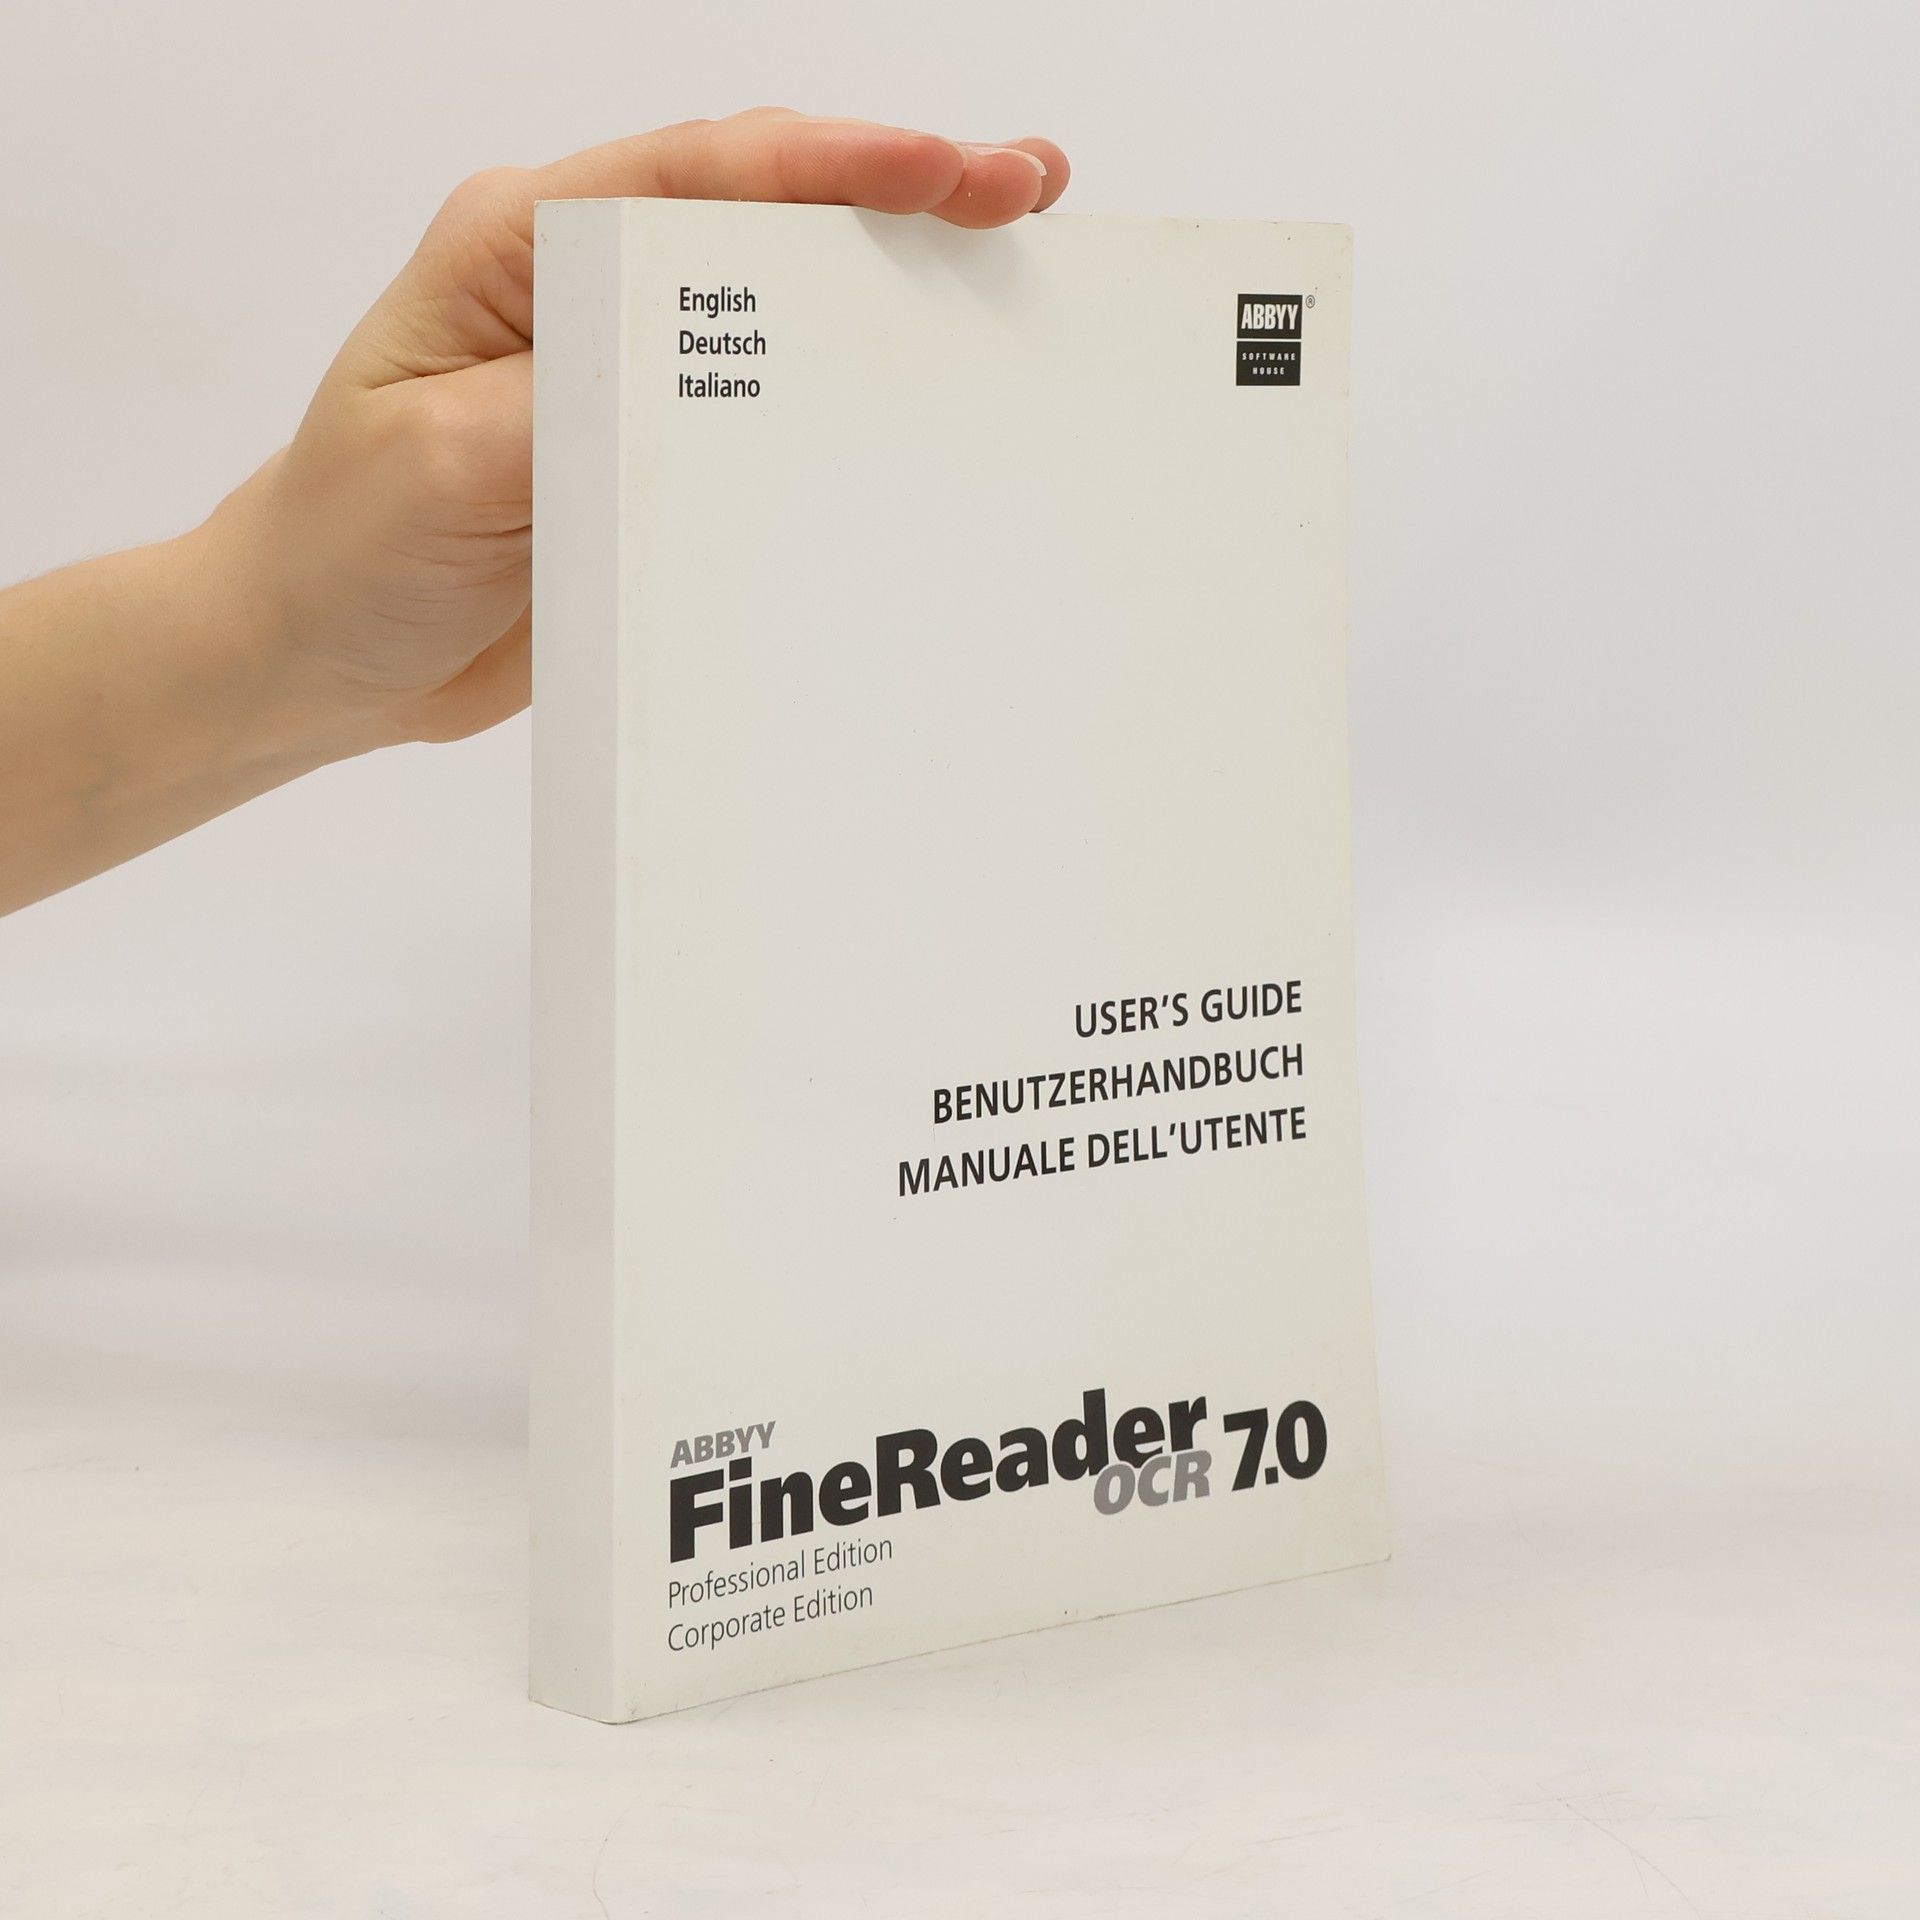 English
Deutsch
Italiano
ABBYY ®
SOFTWARE
HOUSE
USER'S GUIDE
BENUTZERHANDBUCH
MANUALE DELL'UTENTE
ABBYY
FineReader 7.0
OCR
Professional Edition
Corporate Edition